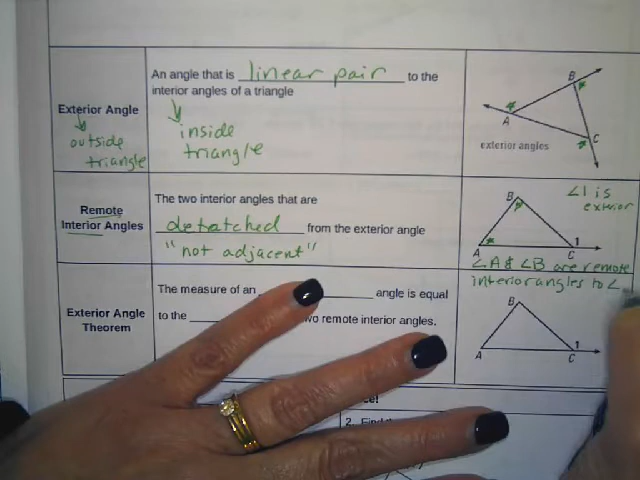 An angle that is linear pair to the
interior angles of a triangle
Exterior Angle
outside
triangle
inside
triangle
B
A
C
exterior angles
Remote
Interior Angles
The two interior angles that are
detatched from the exterior angle
"not adjacent"
∠1 is
exterior
B
A
C
1
∠A & ∠B are remote
interior angles to ∠
Exterior Angle
Theorem
The measure of an angle is equal
to the two remote interior angles.
B
A
C
1
2. Find